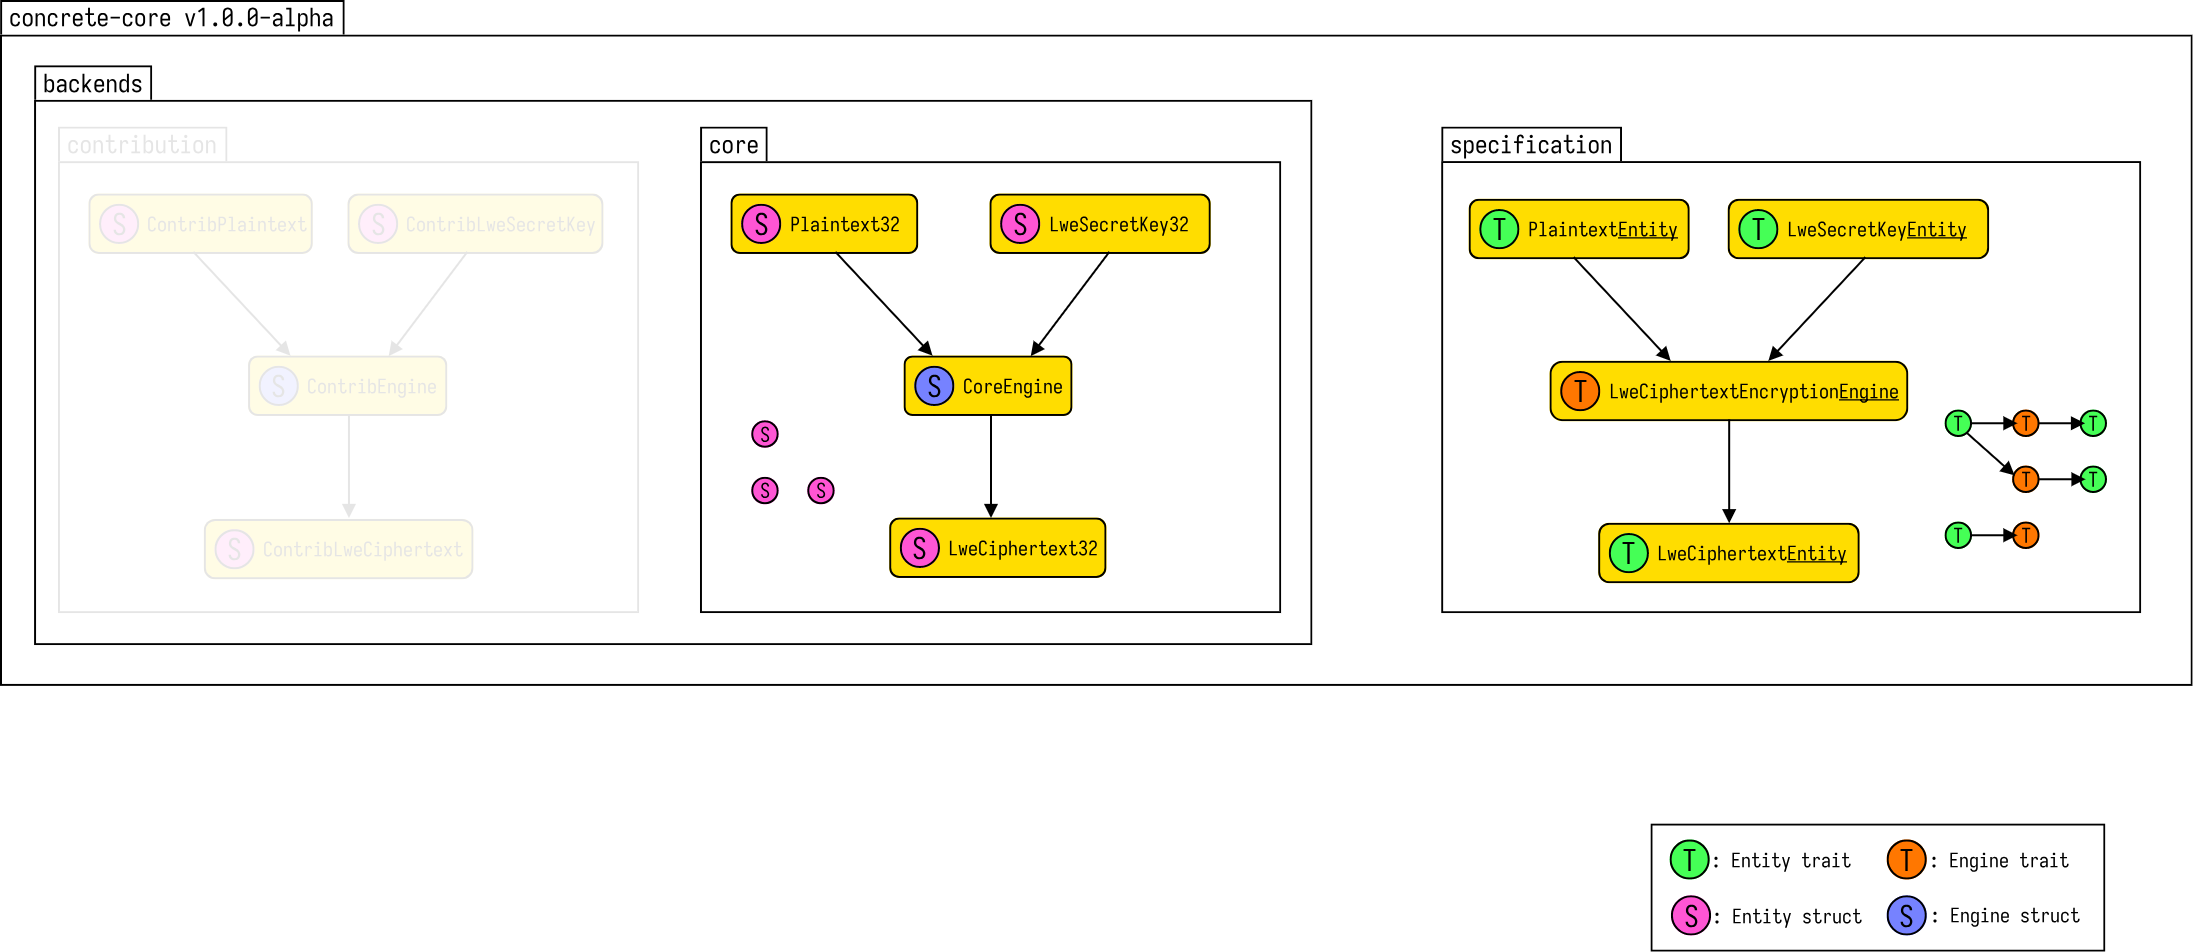 concrete-core v1.0.0-alpha
backends
contribution
S ContribPlaintext
S ContribLweSecretKey
S ContribEngine
S ContribLweCiphertext
core
S Plaintext32
S LweSecretKey32
S CoreEngine
S
S S
S LweCiphertext32
specification
T PlaintextEntity
T LweSecretKeyEntity
T LweCiphertextEncryptionEngine
T T T
T T
T T
T LweCiphertextEntity
T : Entity trait
T : Engine trait
S : Entity struct
S : Engine struct